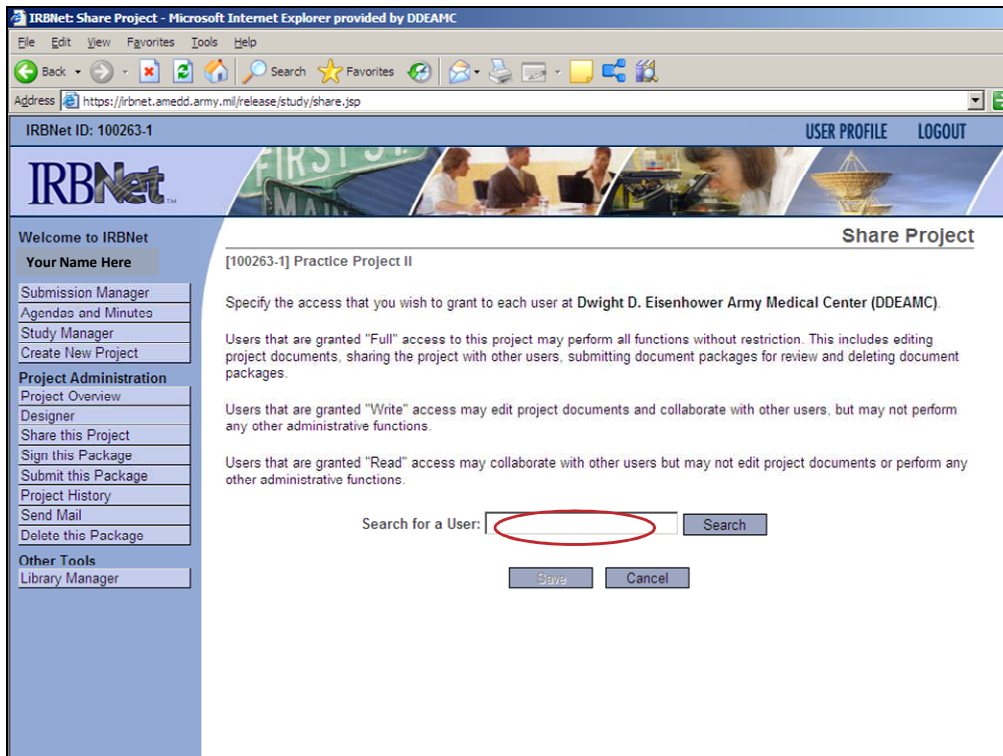 IRBNet: Share Project - Microsoft Internet Explorer provided by DDEAMC
File Edit View Favorites Tools Help
Back Search Favorites
Address https://irbnet.amedd.army.mil/release/study/share.jsp
IRBNet ID: 100263-1 USER PROFILE LOGOUT
FIRST ST
MAIN
IRBNet TM
Share Project
Welcome to IRBNet
Your Name Here
[100263-1] Practice Project II
Submission Manager
Agendas and Minutes
Study Manager
Create New Project
Project Administration
Project Overview
Designer
Share this Project
Sign this Package
Submit this Package
Project History
Send Mail
Delete this Package
Other Tools
Library Manager
Specify the access that you wish to grant to each user at Dwight D. Eisenhower Army Medical Center (DDEAMC).
Users that are granted "Full" access to this project may perform all functions without restriction. This includes editing
project documents, sharing the project with other users, submitting document packages for review and deleting document
packages.
Users that are granted "Write" access may edit project documents and collaborate with other users, but may not perform
any other administrative functions.
Users that are granted "Read" access may collaborate with other users but may not edit project documents or perform any
other administrative functions.
Search for a User: Search
Save Cancel